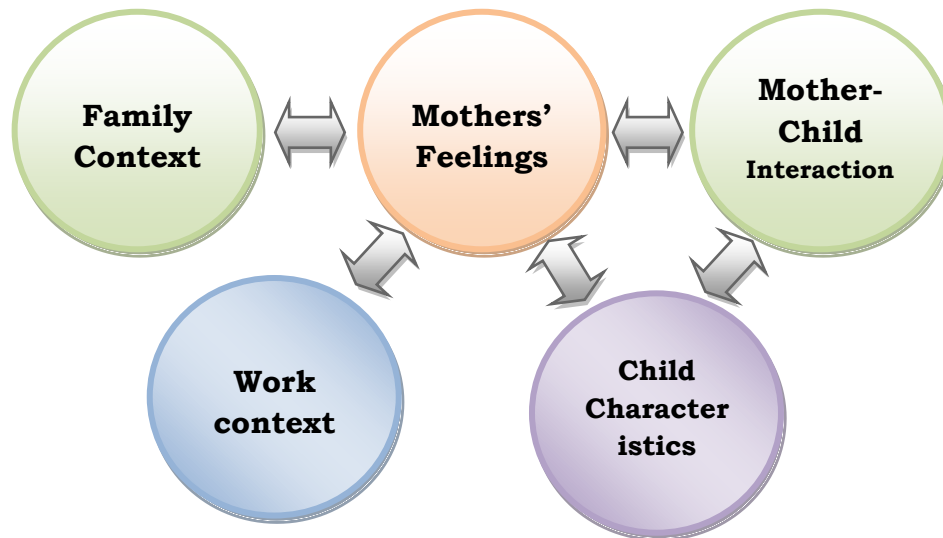 Family
Context
Mothers’
Feelings
Mother-
Child
Interaction
Work
context
Child
Character
istics